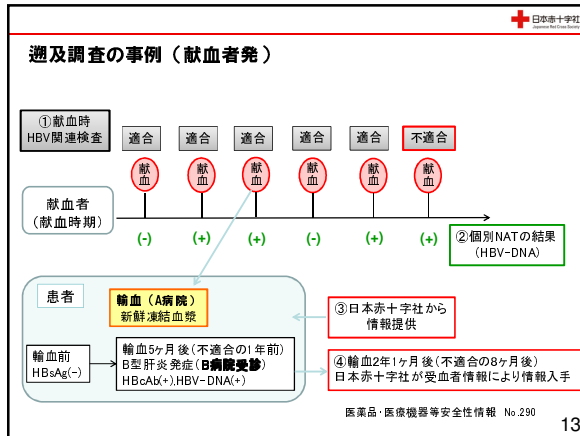 日本赤十字社
Japanese Red Cross Society
遡及調査の事例（献血者発）
①献血時
HBV関連検査
適合 適合 適合 適合 適合 不適合
献血 献血 献血 献血 献血 献血
献血者
（献血時期）
(-) (+) (+) (-) (+) (+)
②個別NATの結果
(HBV-DNA)
患者
輸血（A病院）
新鮮凍結血漿
③日本赤十字社から
情報提供
輸血前
HBsAg(-)
輸血5ヶ月後（不適合の1年前）
B型肝炎発症（B病院受診）
HBcAb(+),HBV-DNA(+)
④輸血2年1ヶ月後（不適合の8ヶ月後）
日本赤十字社が受血者情報により情報入手
医薬品・医療機器等安全性情報 No.290
13